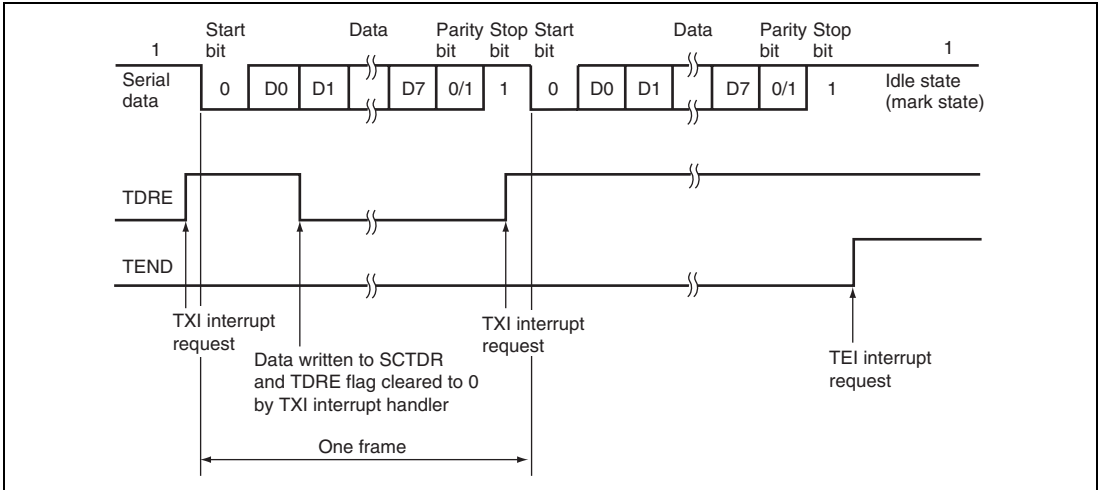 Start bit
Data
Parity bit
Stop bit
Start bit
Data
Parity bit
Stop bit
1
1
Serial data
0
D0
D1
D7
0/1
1
0
D0
D1
D7
0/1
1
Idle state (mark state)
TDRE
TEND
TXI interrupt request
Data written to SCTDR
and TDRE flag cleared to 0
by TXI interrupt handler
TXI interrupt request
TEI interrupt request
One frame